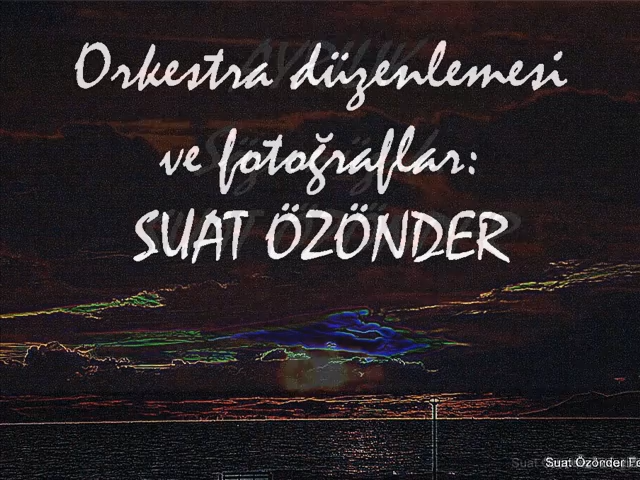 Orkestra düzenlemesi
ve fotoğraflar:
SUAT ÖZÖNDER
Suat Özönder Fo